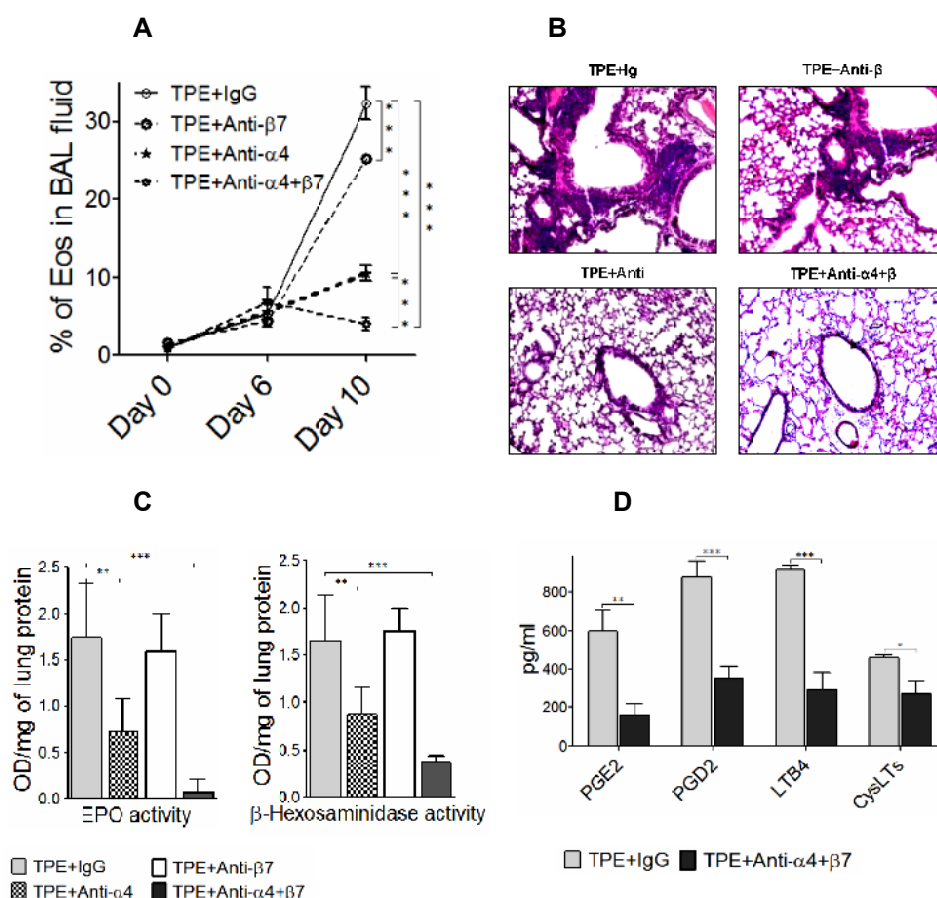 A
% of Eos in BAL fluid
30
20
10
0
TPE+IgG
TPE+Anti-β7
TPE+Anti-α4
TPE+Anti-α4+β7
* * *
* * *
* * *
* * *
Day 0
Day 6
Day 10
B
TPE+Ig
TPE–Anti-β
TPE+Anti
TPE+Anti-α4+β
C
OD/mg of lung protein
2.5
2.0
1.5
1.0
0.5
0.0
***
**
EPO activity
OD/mg of lung protein
2.5
2.0
1.5
1.0
0.5
0.0
***
**
β-Hexosaminidase activity
TPE+IgG
TPE+Anti-β7
TPE+Anti-α4
TPE+Anti-α4+β7
D
pg/ml
800
600
400
200
0
**
***
***
*
PGE2
PGD2
LTB4
CysLTs
TPE+IgG
TPE+Anti-α4+β7